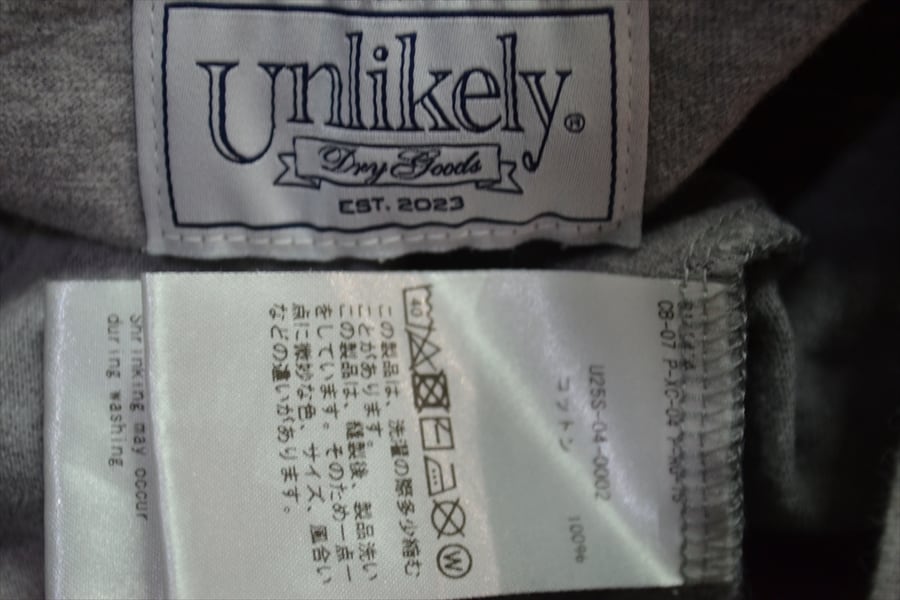 Unlikely®
Dry Goods
EST. 2023
U25S-04-0002
コットン 100%
40
W
この製品は、洗濯の際多少縮む
ことがあります。
この製品は、縫製後、製品洗い
をしています。そのため一点一
点に微妙な色、サイズ、風合い
などの違いがあります。
Shrinking may occur
during washing